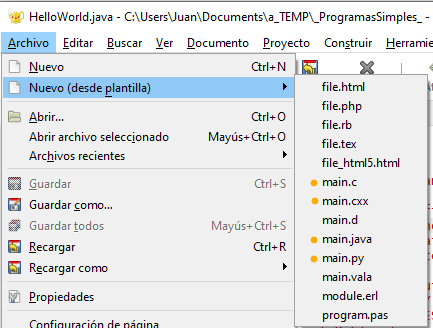 HelloWorld.java - C:\Users\Juan\Documents\a_TEMP\_ProgramasSimples_
Archivo Editar Buscar Ver Documento Proyecto Construir Herramie
Nuevo Ctrl+N
Nuevo (desde plantilla)
Abrir... Ctrl+O
Abrir archivo seleccionado Mayús+Ctrl+O
Archivos recientes
Guardar Ctrl+S
Guardar como...
Guardar todos Mayús+Ctrl+S
Recargar Ctrl+R
Recargar como
Propiedades
Configuración de página
file.html
file.php
file.rb
file.tex
file_html5.html
main.c
main.cxx
main.d
main.java
main.py
main.vala
module.erl
program.pas